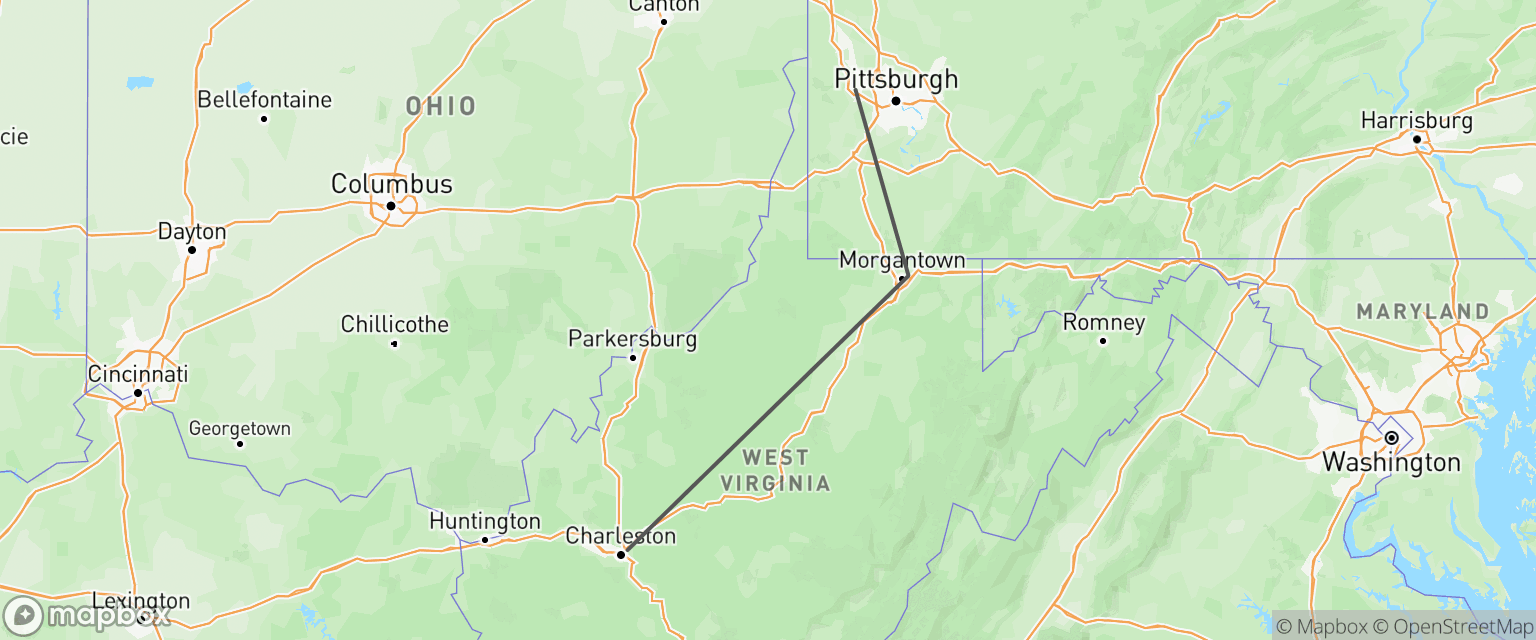 Canton
Pittsburgh
Bellefontaine
OHIO
Harrisburg
cie
Columbus
Dayton
Morgantown
MARYLAND
Romney
Chillicothe
Parkersburg
Cincinnati
Georgetown
WEST
VIRGINIA
Washington
Huntington
Charleston
Lexington
mapbox
© Mapbox © OpenStreetMap